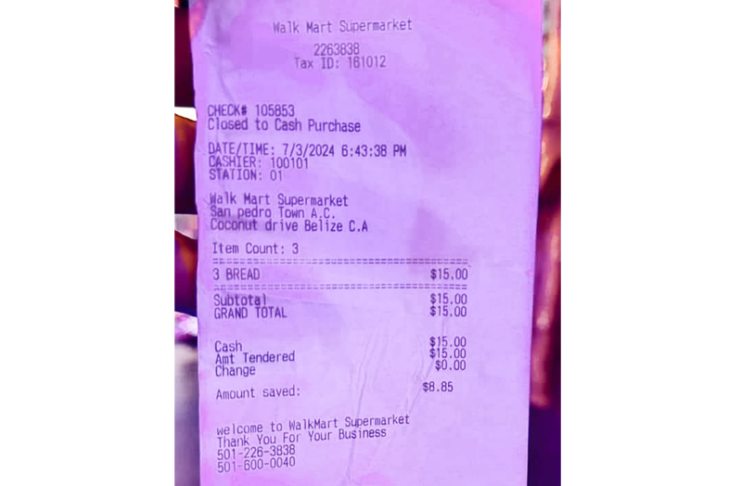 Walk Mart Supermarket
2263838
Tax ID: 161012
CHECK# 105853
Closed to Cash Purchase
DATE/TIME: 7/3/2024 6:43:38 PM
CASHIER: 100101
STATION: 01
Walk Mart Supermarket
San pedro Town A.C.
Coconut drive Belize C.A
Item Count: 3
3 BREAD $15.00
Subtotal $15.00
GRAND TOTAL $15.00
Cash $15.00
Amt Tendered $15.00
Change $0.00
Amount saved: $8.85
welcome to WalkMart Supermarket
Thank You For Your Business
501-226-3838
501-600-0040